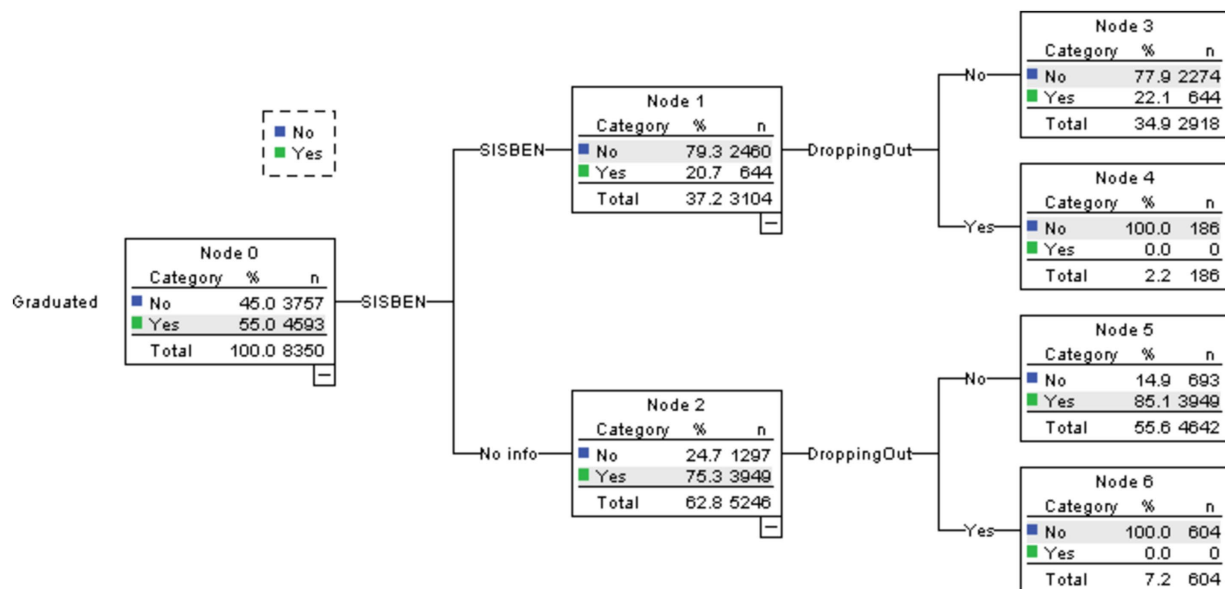 No
Yes
Graduated
Node 0
Category % n
No 45.0 3757
Yes 55.0 4593
Total 100.0 8350
SISBEN
SISBEN
Node 1
Category % n
No 79.3 2460
Yes 20.7 644
Total 37.2 3104
DroppingOut
No
Node 3
Category % n
No 77.9 2274
Yes 22.1 644
Total 34.9 2918
Yes
Node 4
Category % n
No 100.0 186
Yes 0.0 0
Total 2.2 186
No info
Node 2
Category % n
No 24.7 1297
Yes 75.3 3949
Total 62.8 5246
DroppingOut
No
Node 5
Category % n
No 14.9 693
Yes 85.1 3949
Total 55.6 4642
Yes
Node 6
Category % n
No 100.0 604
Yes 0.0 0
Total 7.2 604